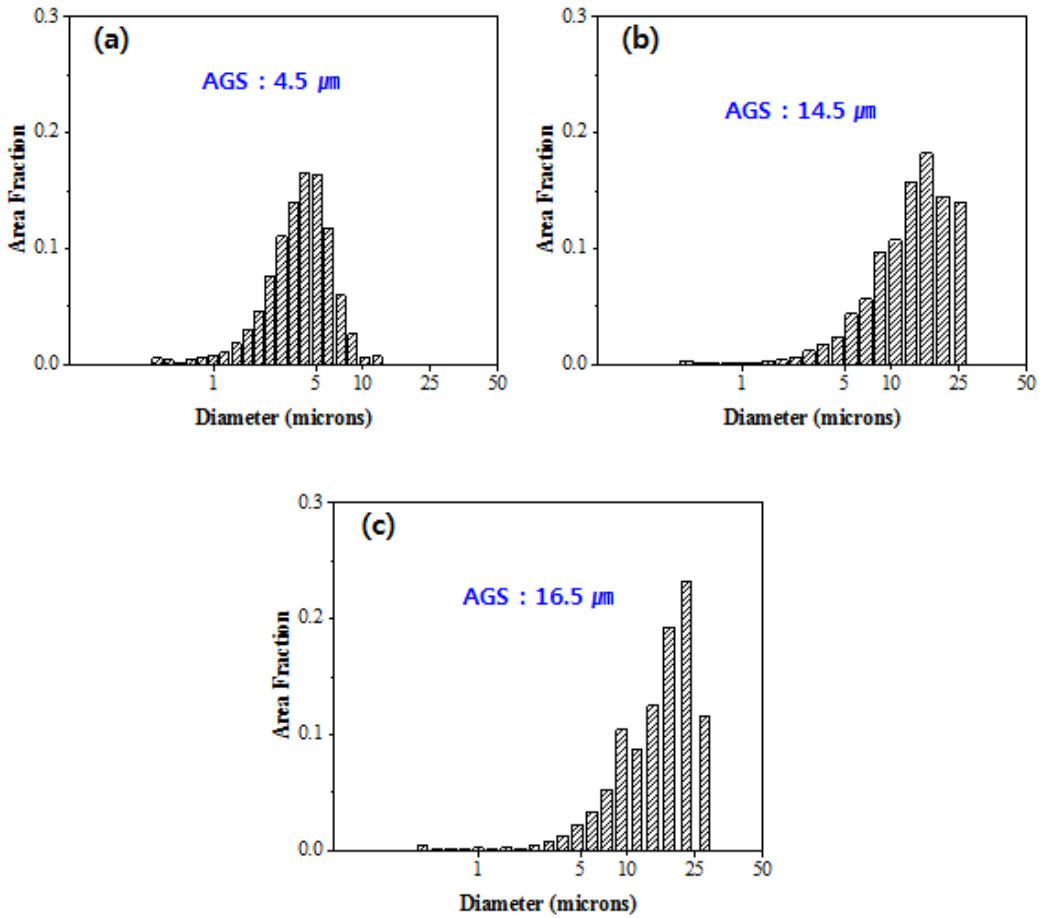 (a)
AGS : 4.5 ㎛
0.3
0.2
0.1
0.0
Area Fraction
1 5 10 25 50
Diameter (microns)
(b)
AGS : 14.5 ㎛
0.3
0.2
0.1
0.0
Area Fraction
1 5 10 25 50
Diameter (microns)
(c)
AGS : 16.5 ㎛
0.3
0.2
0.1
0.0
Area Fraction
1 5 10 25 50
Diameter (microns)